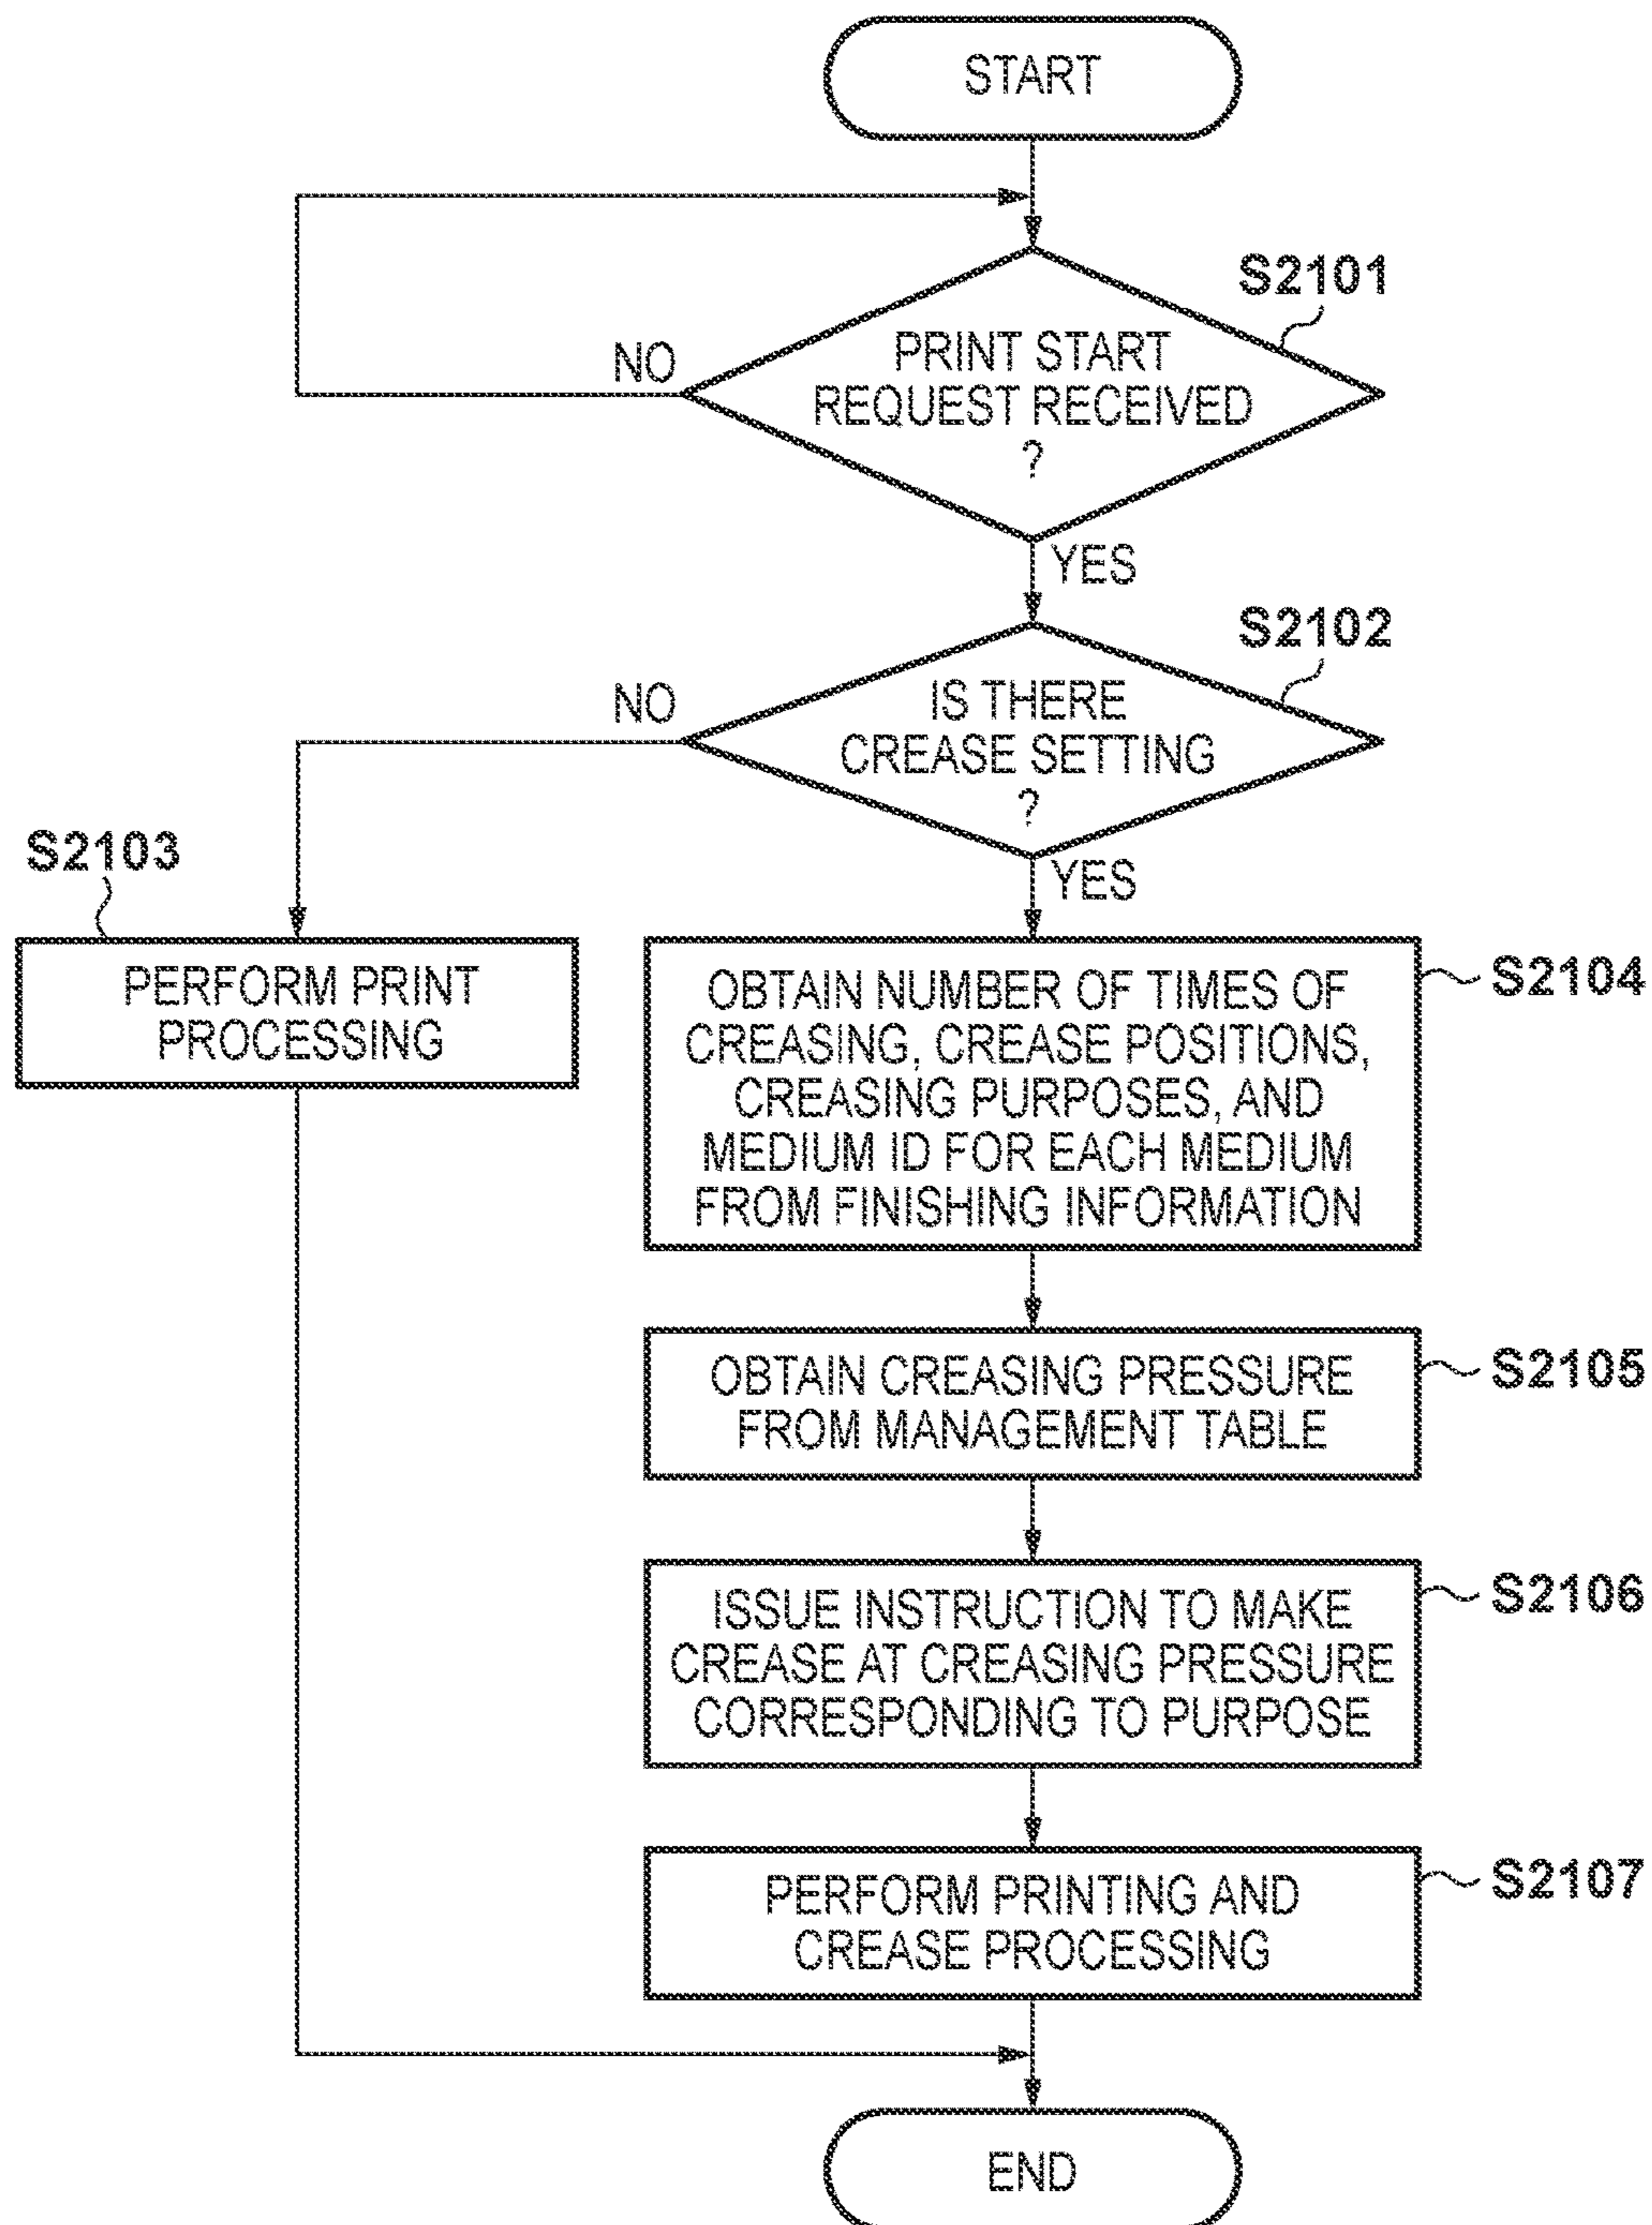 START
S2101
NO
PRINT START
REQUEST RECEIVED
?
YES
S2102
NO
IS THERE
CREASE SETTING
?
YES
S2103
PERFORM PRINT
PROCESSING
S2104
OBTAIN NUMBER OF TIMES OF
CREASING, CREASE POSITIONS,
CREASING PURPOSES, AND
MEDIUM ID FOR EACH MEDIUM
FROM FINISHING INFORMATION
S2105
OBTAIN CREASING PRESSURE
FROM MANAGEMENT TABLE
S2106
ISSUE INSTRUCTION TO MAKE
CREASE AT CREASING PRESSURE
CORRESPONDING TO PURPOSE
S2107
PERFORM PRINTING AND
CREASE PROCESSING
END